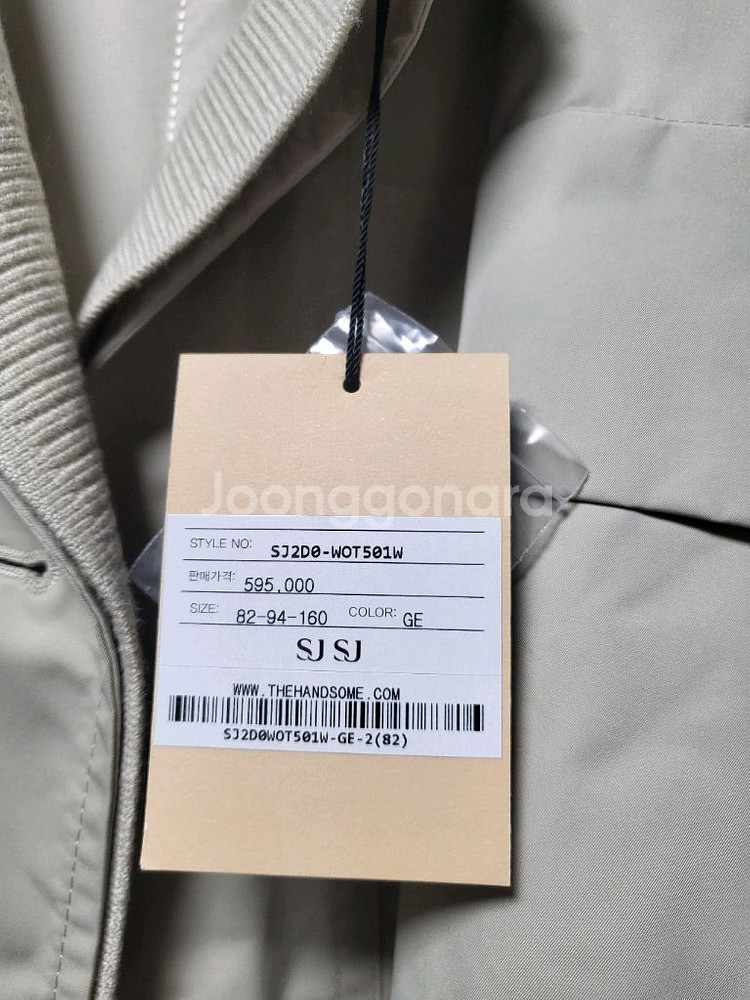 Joonggonara
STYLE NO: SJ2D0-WOT501W
판매가격: 595,000
SIZE: 82-94-160 COLOR: GE
SJ SJ
WWW.THEHANDSOME.COM
SJ2D0WOT501W-GE-2(82)